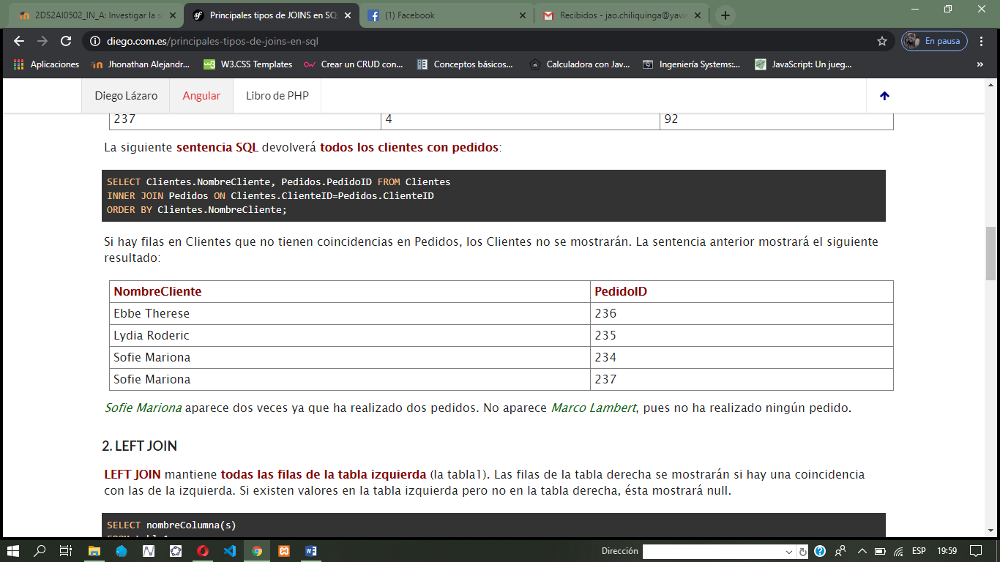 2DS2AI0502_IN_A: Investigar la s
Principales tipos de JOINS en SQ
(1) Facebook
Recibidos - jao.chiliquinga@yavir
diego.com.es/principales-tipos-de-joins-en-sql
En pausa
Aplicaciones
Jhonathan Alejandr...
W3.CSS Templates
Crear un CRUD con...
Conceptos básicos...
Calculadora con Jav...
Ingeniería Systems:...
JavaScript: Un jueg...
»
Diego Lázaro
Angular
Libro de PHP
237 4 92
La siguiente sentencia SQL devolverá todos los clientes con pedidos:
SELECT Clientes.NombreCliente, Pedidos.PedidoID FROM Clientes
INNER JOIN Pedidos ON Clientes.ClienteID=Pedidos.ClienteID
ORDER BY Clientes.NombreCliente;
Si hay filas en Clientes que no tienen coincidencias en Pedidos, los Clientes no se mostrarán. La sentencia anterior mostrará el siguiente
resultado:
NombreCliente PedidoID
Ebbe Therese 236
Lydia Roderic 235
Sofie Mariona 234
Sofie Mariona 237
Sofie Mariona aparece dos veces ya que ha realizado dos pedidos. No aparece Marco Lambert, pues no ha realizado ningún pedido.
2. LEFT JOIN
LEFT JOIN mantiene todas las filas de la tabla izquierda (la tabla1). Las filas de la tabla derecha se mostrarán si hay una coincidencia
con las de la izquierda. Si existen valores en la tabla izquierda pero no en la tabla derecha, ésta mostrará null.
SELECT nombreColumna(s)
Dirección
ESP
19:59